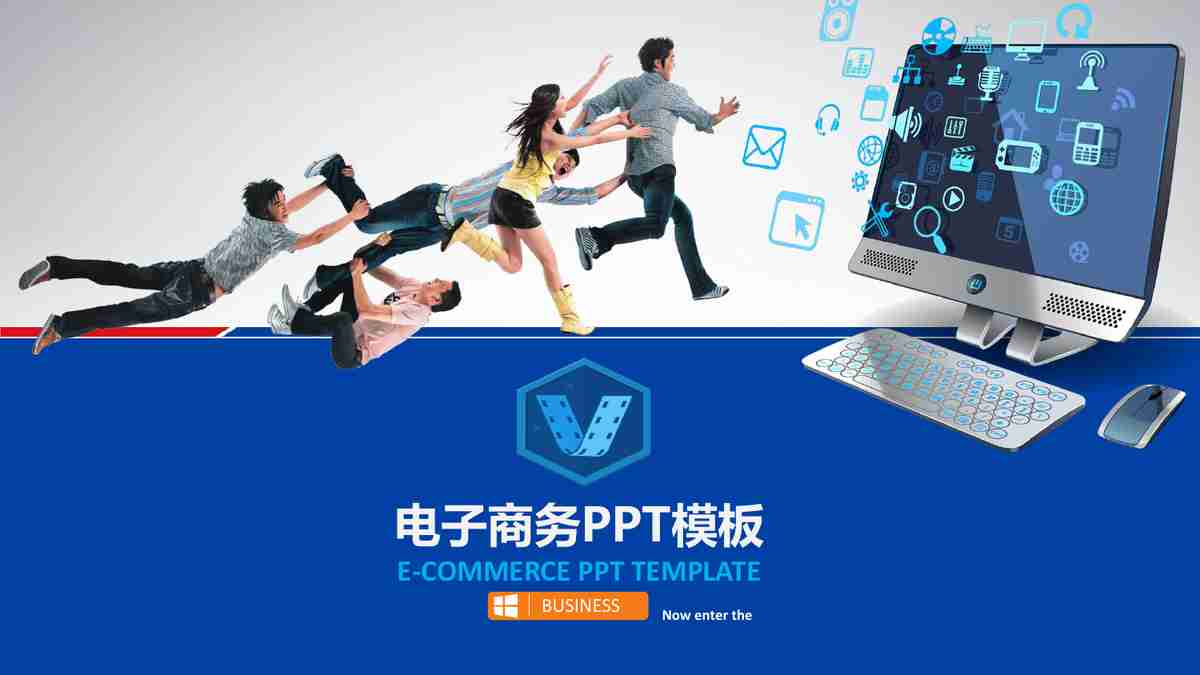 电子商务PPT模板
E-COMMERCE PPT TEMPLATE
BUSINESS
Now enter the